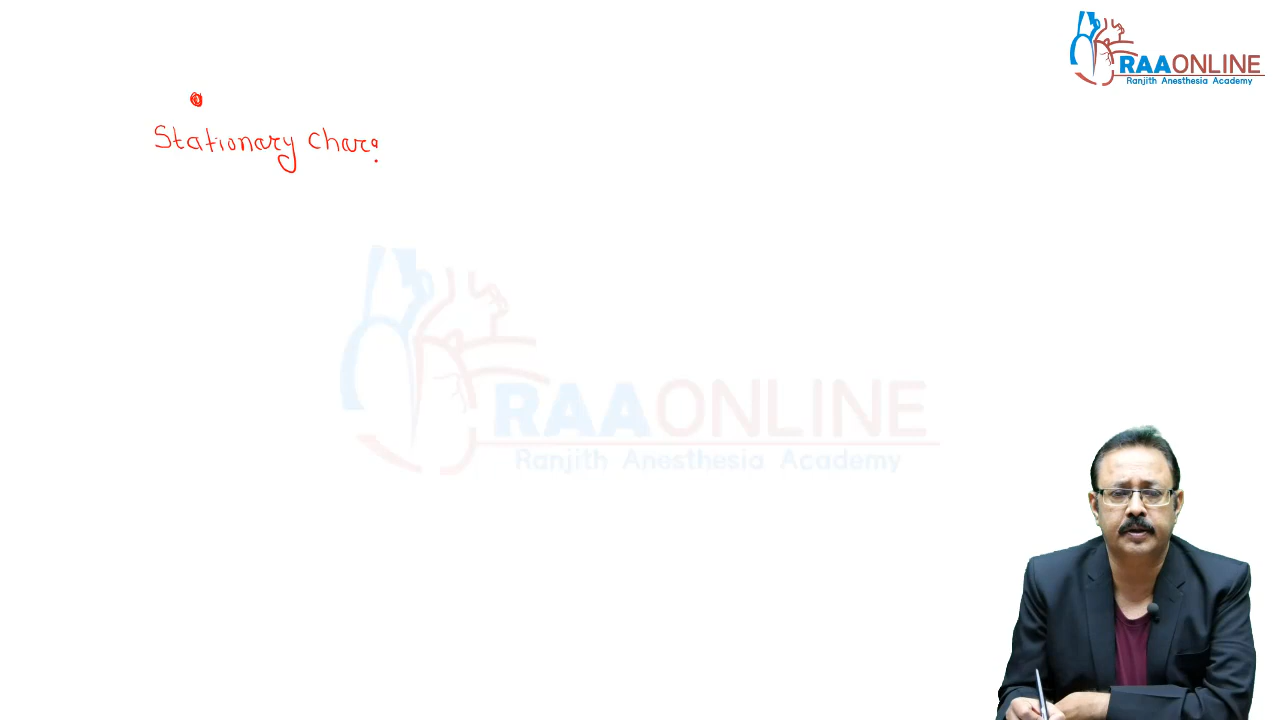 RAAONLINE
Ranjith Anesthesia Academy
Stationary Charg
RAAONLINE
Ranjith Anesthesia Academy